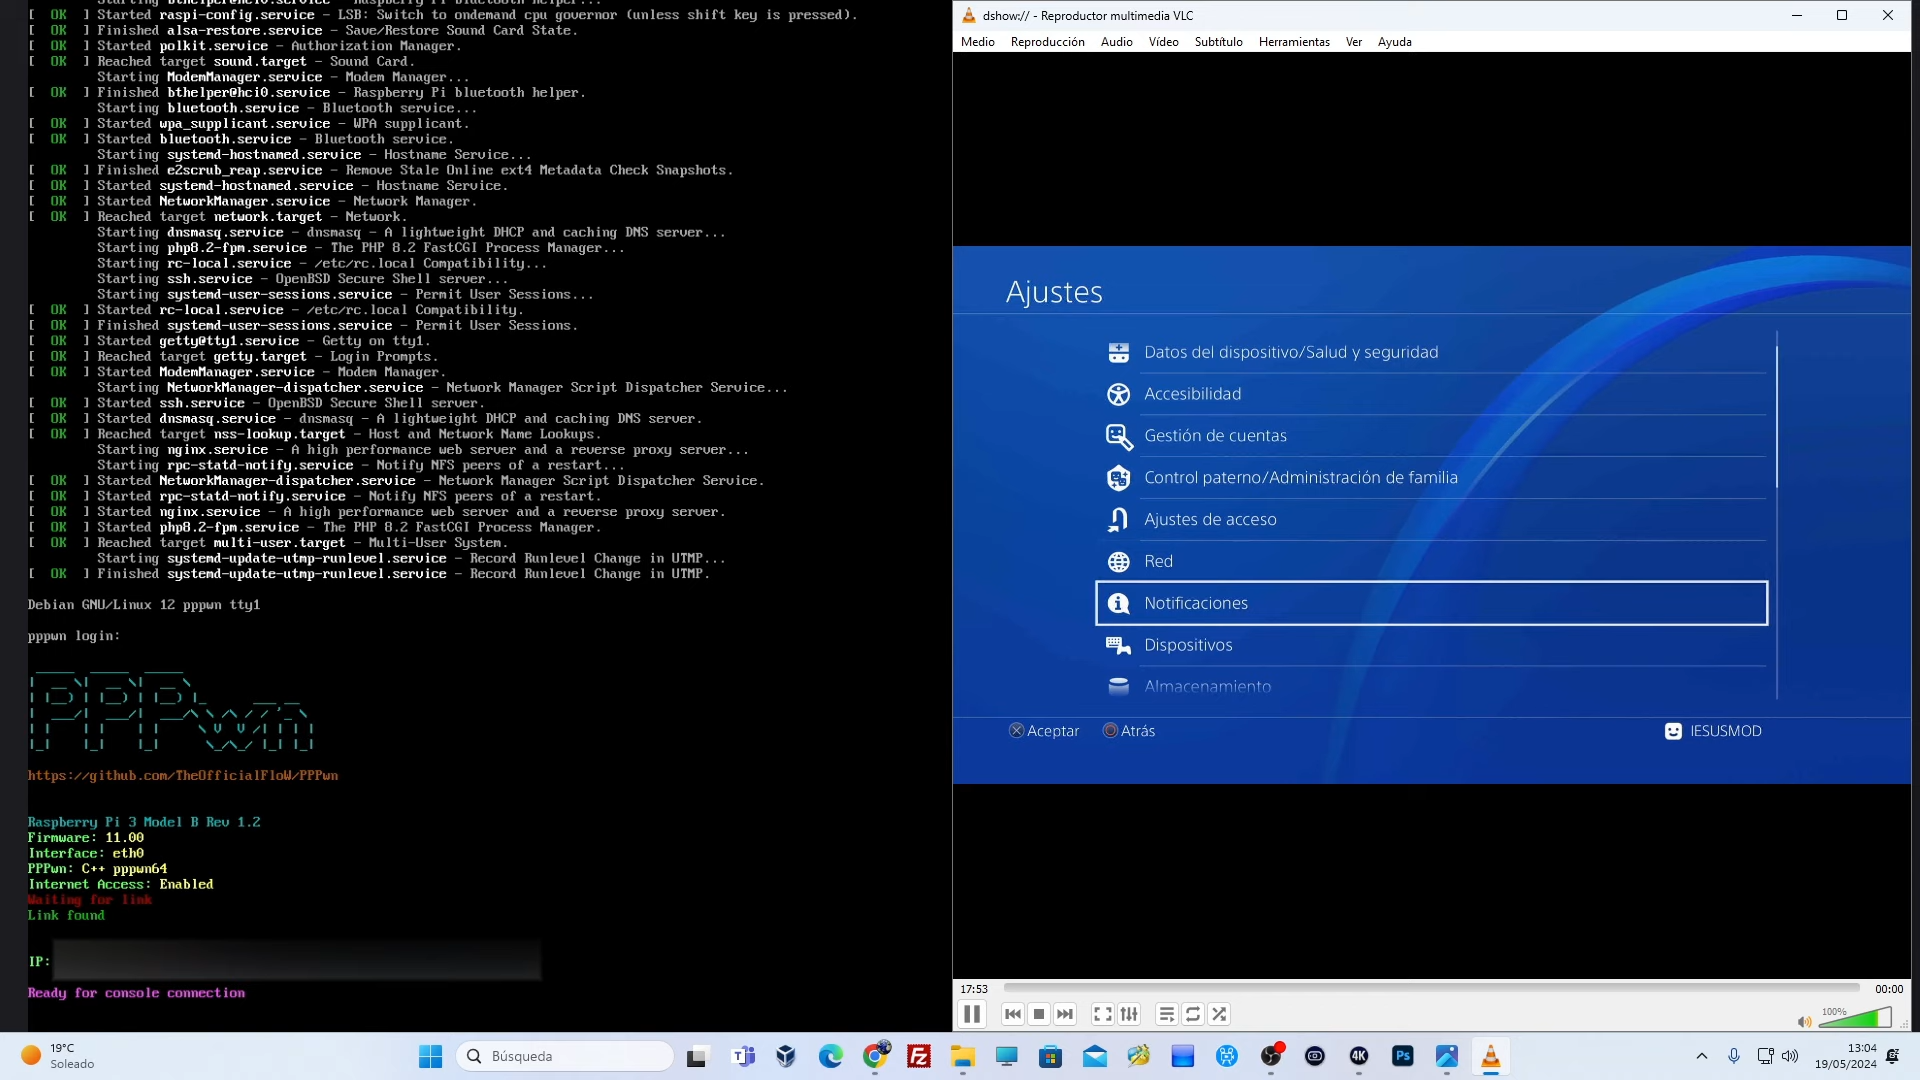 Starting bthelper@hci0.service - Raspberry Pi bluetooth helper...
[  OK  ] Started raspi-config.service - LSB: Switch to ondemand cpu governor (unless shift key is pressed).
[  OK  ] Finished alsa-restore.service - Save/Restore Sound Card State.
[  OK  ] Started polkit.service - Authorization Manager.
[  OK  ] Reached target sound.target - Sound Card.
Starting ModemManager.service - Modem Manager...
[  OK  ] Finished bthelper@hci0.service - Raspberry Pi bluetooth helper.
Starting bluetooth.service - Bluetooth service...
[  OK  ] Started wpa_supplicant.service - WPA supplicant.
[  OK  ] Started bluetooth.service - Bluetooth service.
Starting systemd-hostnamed.service - Hostname Service...
[  OK  ] Finished e2scrub_reap.service - Remove Stale Online ext4 Metadata Check Snapshots.
[  OK  ] Started systemd-hostnamed.service - Hostname Service.
[  OK  ] Started NetworkManager.service - Network Manager.
[  OK  ] Reached target network.target - Network.
Starting dnsmasq.service - dnsmasq - A lightweight DHCP and caching DNS server...
Starting php8.2-fpm.service - The PHP 8.2 FastCGI Process Manager...
Starting rc-local.service - /etc/rc.local Compatibility...
Starting ssh.service - OpenBSD Secure Shell server...
Starting systemd-user-sessions.service - Permit User Sessions...
[  OK  ] Started rc-local.service - /etc/rc.local Compatibility.
[  OK  ] Finished systemd-user-sessions.service - Permit User Sessions.
[  OK  ] Started getty@tty1.service - Getty on tty1.
[  OK  ] Reached target getty.target - Login Prompts.
[  OK  ] Started ModemManager.service - Modem Manager.
Starting NetworkManager-dispatcher.service - Network Manager Script Dispatcher Service...
[  OK  ] Started ssh.service - OpenBSD Secure Shell server.
[  OK  ] Started dnsmasq.service - dnsmasq - A lightweight DHCP and caching DNS server.
[  OK  ] Reached target nss-lookup.target - Host and Network Name Lookups.
Starting nginx.service - A high performance web server and a reverse proxy server...
Starting rpc-statd-notify.service - Notify NFS peers of a restart...
[  OK  ] Started NetworkManager-dispatcher.service - Network Manager Script Dispatcher Service.
[  OK  ] Started rpc-statd-notify.service - Notify NFS peers of a restart.
[  OK  ] Started nginx.service - A high performance web server and a reverse proxy server.
[  OK  ] Started php8.2-fpm.service - The PHP 8.2 FastCGI Process Manager.
[  OK  ] Reached target multi-user.target - Multi-User System.
Starting systemd-update-utmp-runlevel.service - Record Runlevel Change in UTMP...
[  OK  ] Finished systemd-update-utmp-runlevel.service - Record Runlevel Change in UTMP.
Debian GNU/Linux 12 pppwn tty1
pppwn login:
PPPwn
https://github.com/TheOfficialFloW/PPPwn
Raspberry Pi 3 Model B Rev 1.2
Firmware: 11.00
Interface: eth0
PPPwn: C++ pppwn64
Internet Access: Enabled
Waiting for link
Link found
IP:
Ready for console connection
dshow:// - Reproductor multimedia VLC
Medio Reproducción Audio Vídeo Subtítulo Herramientas Ver Ayuda
Ajustes
Datos del dispositivo/Salud y seguridad
Accesibilidad
Gestión de cuentas
Control paterno/Administración de familia
Ajustes de acceso
Red
Notificaciones
Dispositivos
Almacenamiento
Aceptar Atrás IESUSMOD
17:53 00:00
100%
19°C
Soleado
Búsqueda
4K
Ps
13:04
19/05/2024